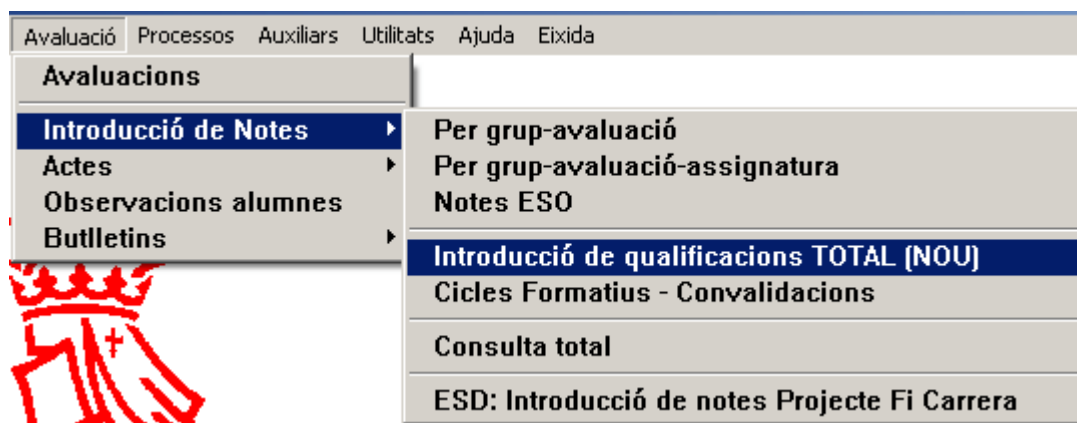 Avaluació Processos Auxiliars Utilitats Ajuda Eixida
Avaluacions
Introducció de Notes
Actes
Observacions alumnes
Butlletins
Per grup-avaluació
Per grup-avaluació-assignatura
Notes ESO
Introducció de qualificacions TOTAL (NOU)
Cicles Formatius - Convalidacions
Consulta total
ESD: Introducció de notes Projecte Fi Carrera